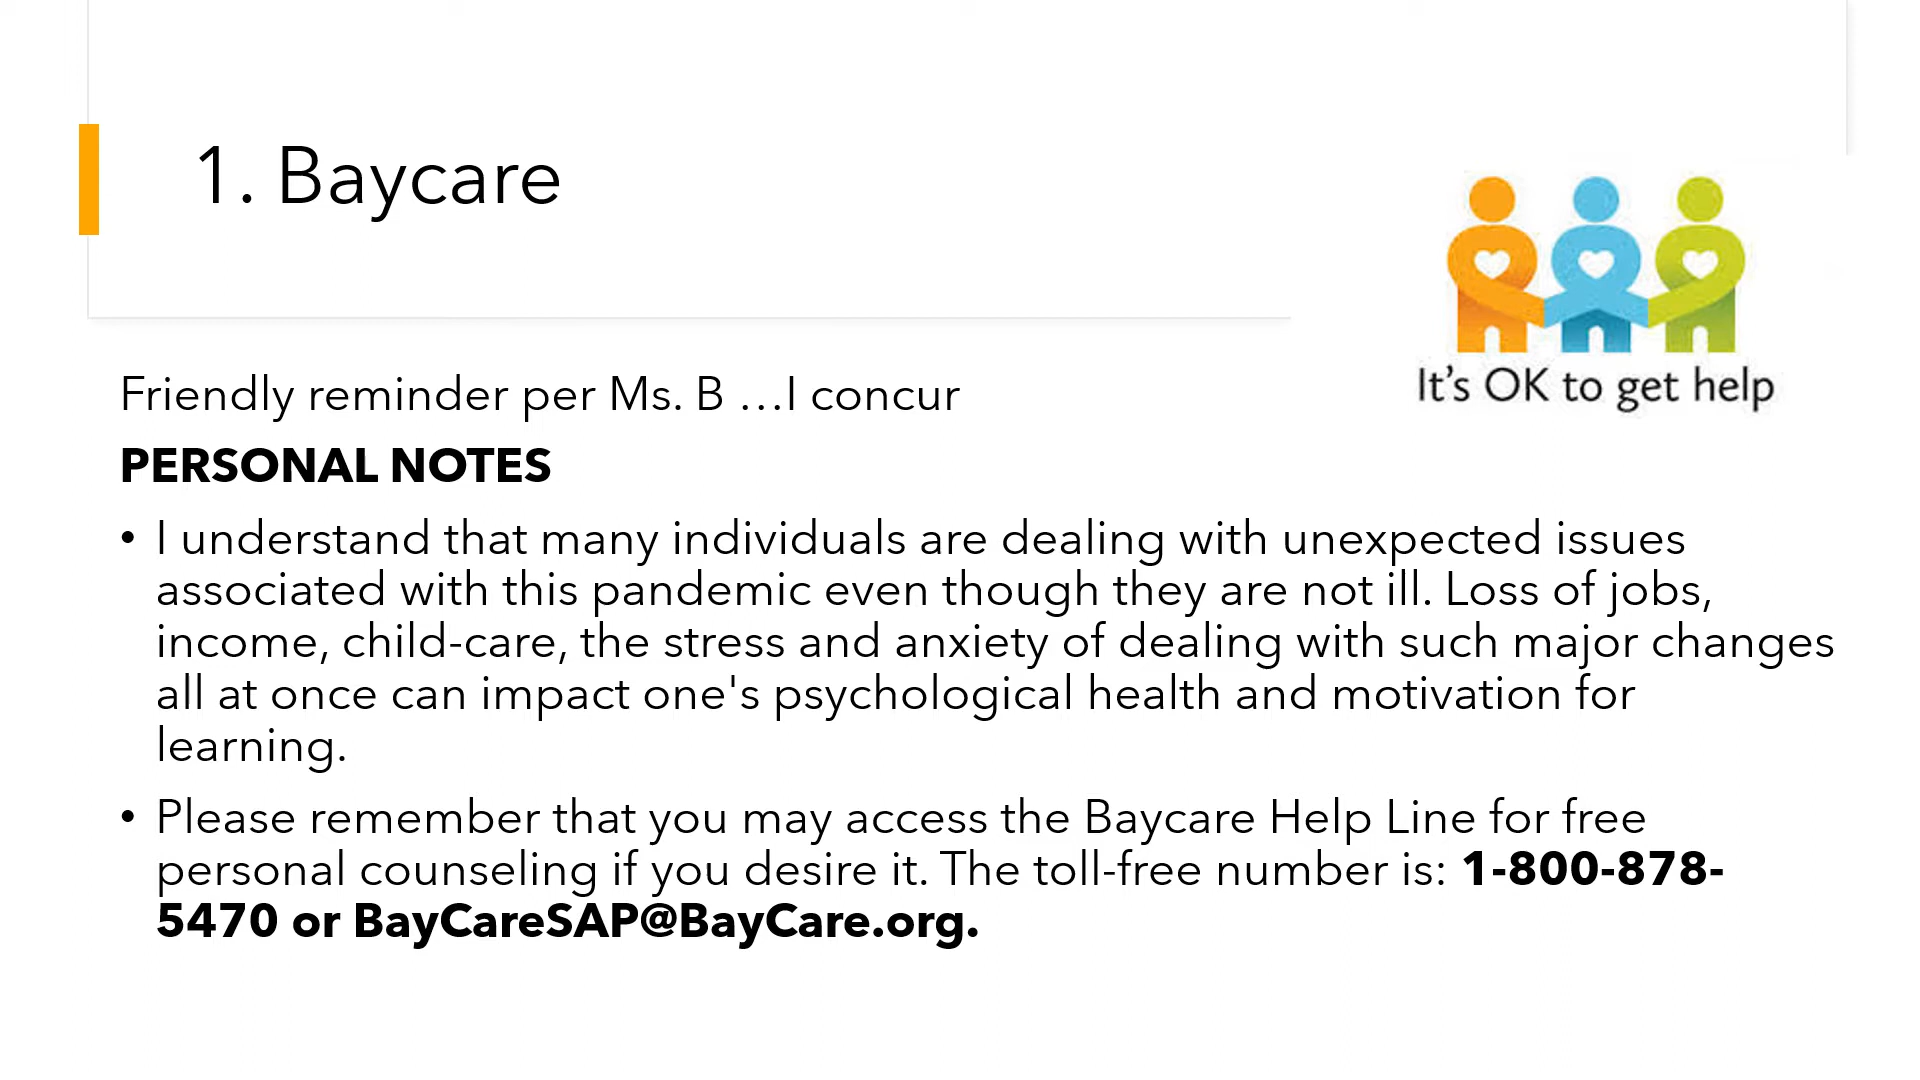 1. Baycare
It's OK to get help
Friendly reminder per Ms. B …I concur
PERSONAL NOTES
• I understand that many individuals are dealing with unexpected issues
associated with this pandemic even though they are not ill. Loss of jobs,
income, child-care, the stress and anxiety of dealing with such major changes
all at once can impact one's psychological health and motivation for
learning.
• Please remember that you may access the Baycare Help Line for free
personal counseling if you desire it. The toll-free number is: 1-800-878-
5470 or BayCareSAP@BayCare.org.